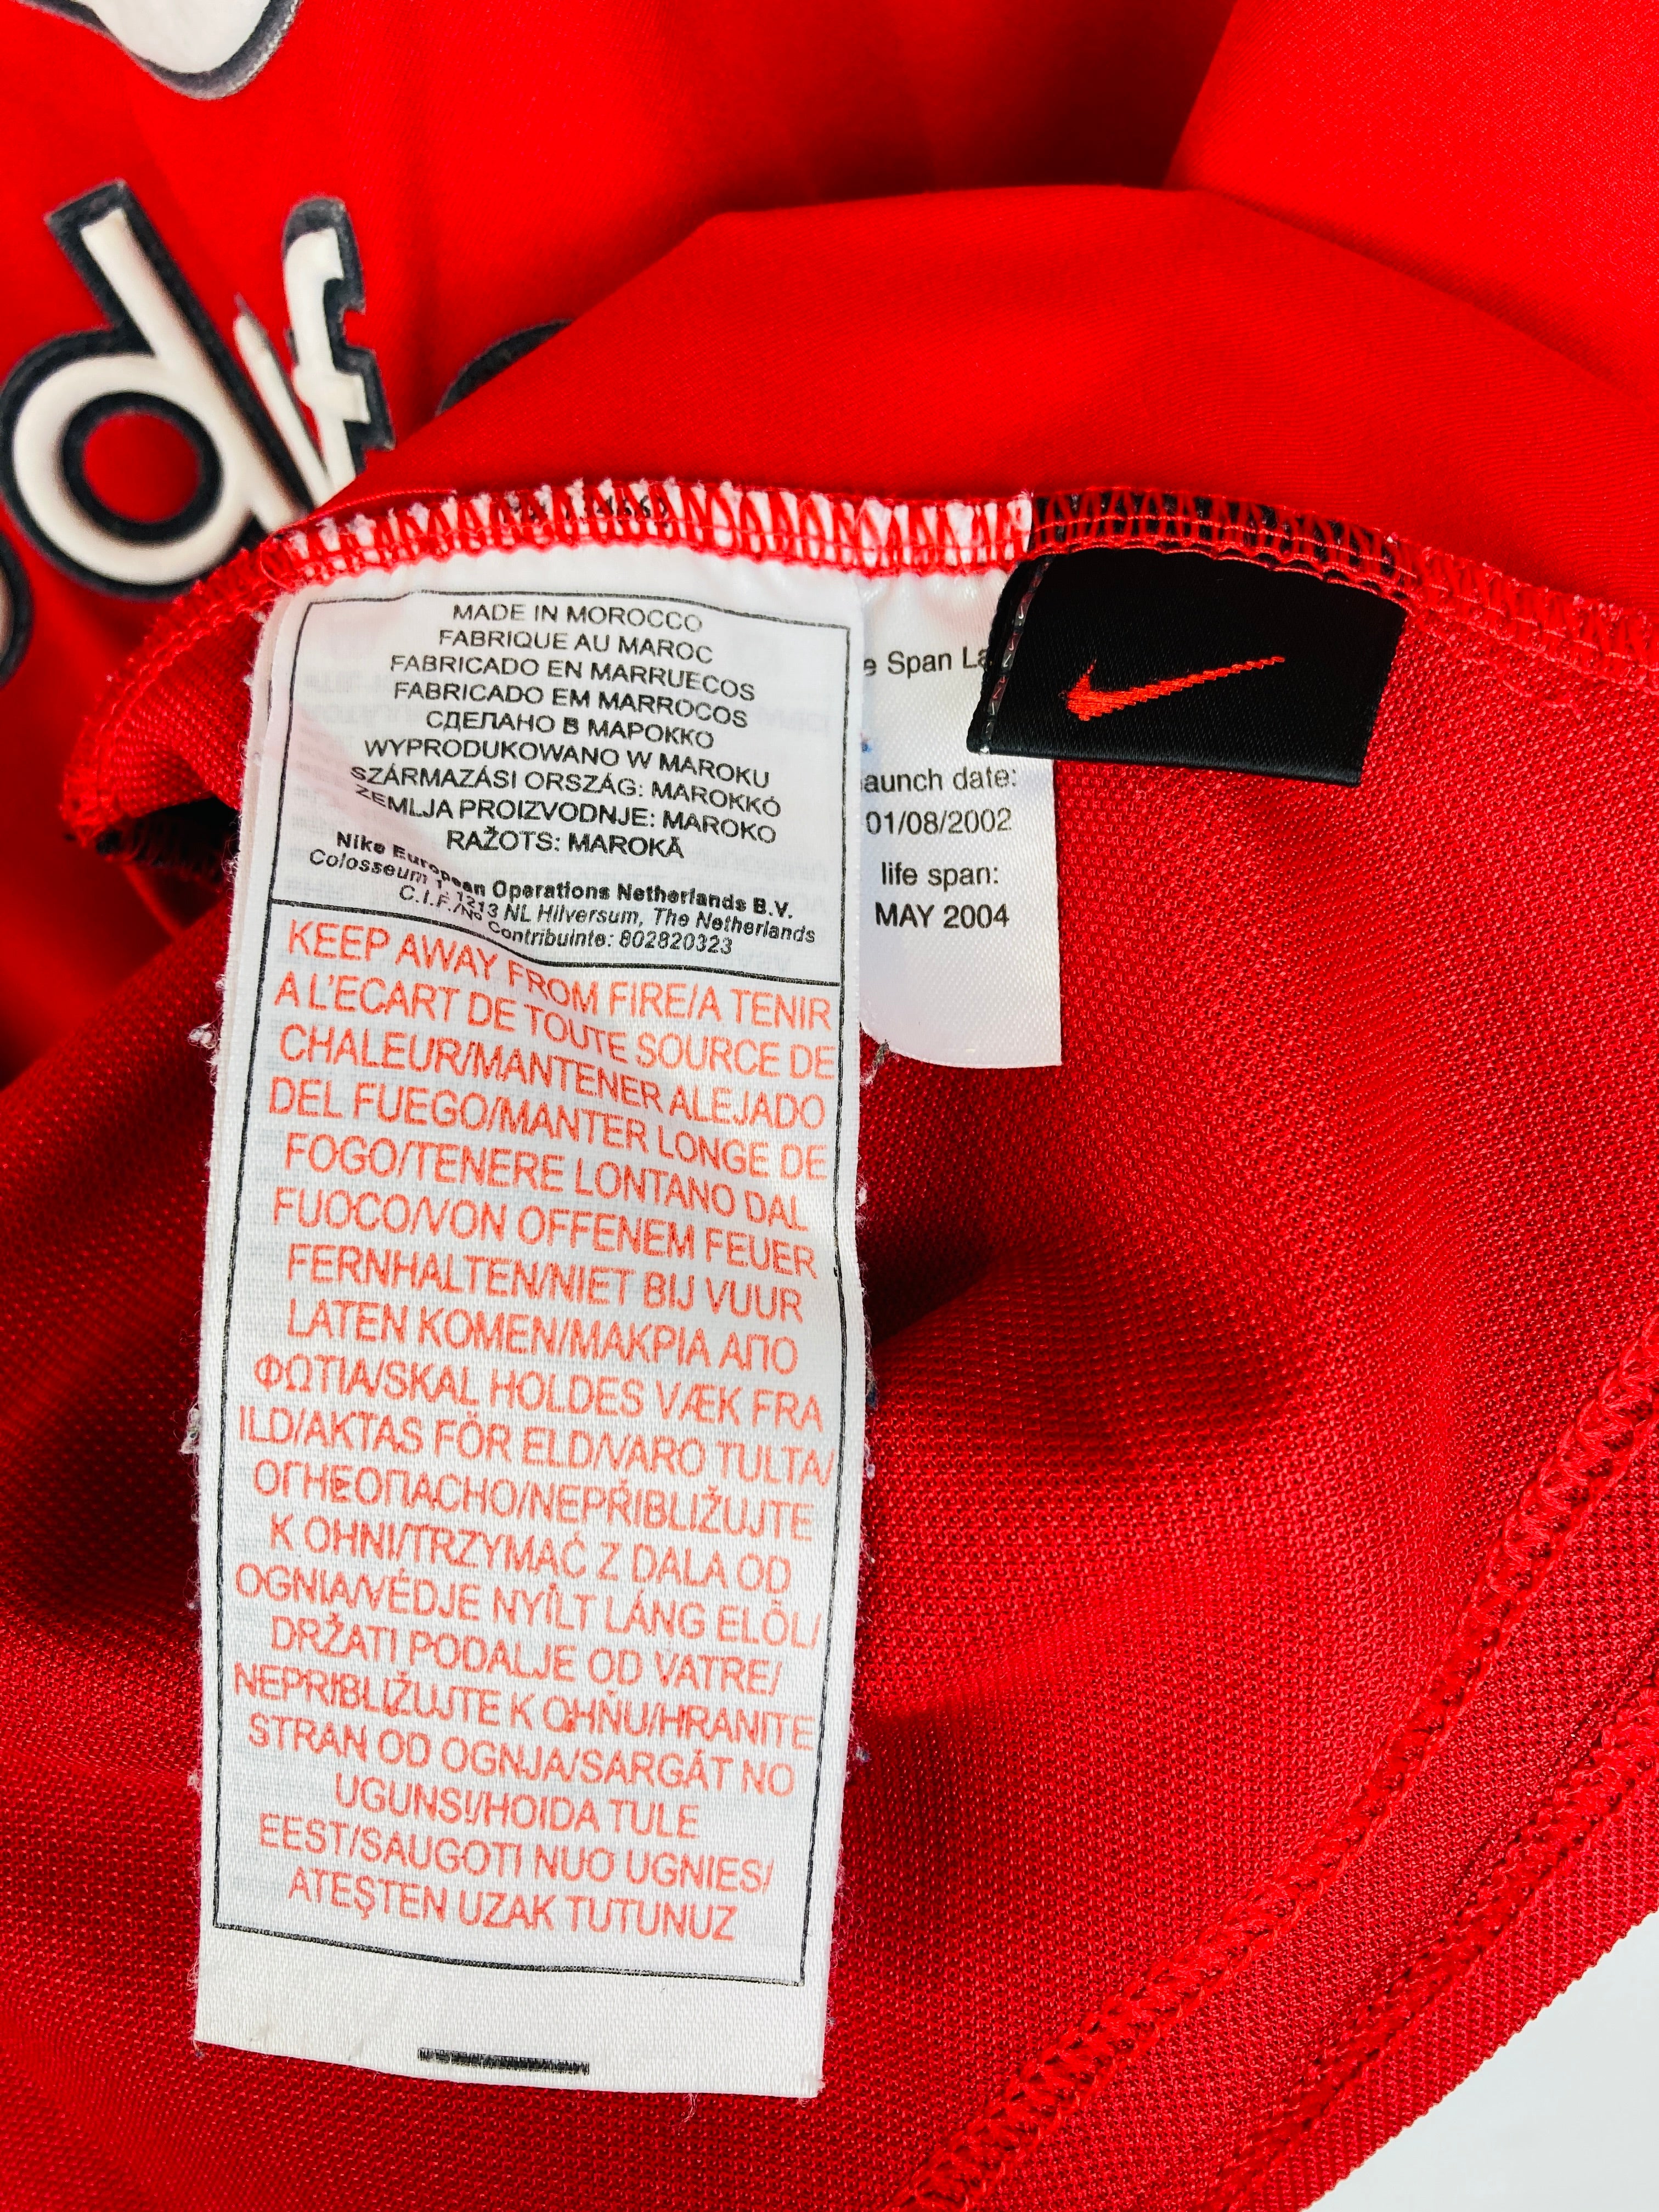 MADE IN MOROCCO
FABRIQUE AU MAROC
FABRICADO EN MARRUECOS
FABRICADO EM MARROCOS
СДЕЛАНО В МАРОККО
WYPRODUKOWANO W MAROKU
SZÁRMAZÁSI ORSZÁG: MAROKKÓ
ZEMLJA PROIZVODNJE: MAROKO
RAŽOTS: MAROKĀ
Nike European Operations Netherlands B.V.
Colosseum 1 1213 NL Hilversum, The Netherlands
C.I.F./Nº Contribuinte: 802820323
KEEP AWAY FROM FIRE/A TENIR
A L'ECART DE TOUTE SOURCE DE
CHALEUR/MANTENER ALEJADO
DEL FUEGO/MANTER LONGE DE
FOGO/TENERE LONTANO DAL
FUOCO/VON OFFENEM FEUER
FERNHALTEN/NIET BIJ VUUR
LATEN KOMEN/ΜΑΚΡΙΑ ΑΠΟ
ΦΩΤΙΑ/SKAL HOLDES VÆK FRA
ILD/AKTAS FÖR ELD/VARO TULTA/
ОГНЕОПАСНО/NEPŘIBLIŽUJTE
K OHNI/TRZYMAĆ Z DALA OD
OGNIA/VÉDJE NYÍLT LÁNG ELŐL/
DRŽATI PODALJE OD VATRE/
NEPRIBLIŽUJTE K OHŇU/HRANITE
STRAN OD OGNJA/SARGĀT NO
UGUNS!/HOIDA TULE
EEST/SAUGOTI NUO UGNIES/
ATEŞTEN UZAK TUTUNUZ
e Span La
aunch date:
01/08/2002
life span:
MAY 2004